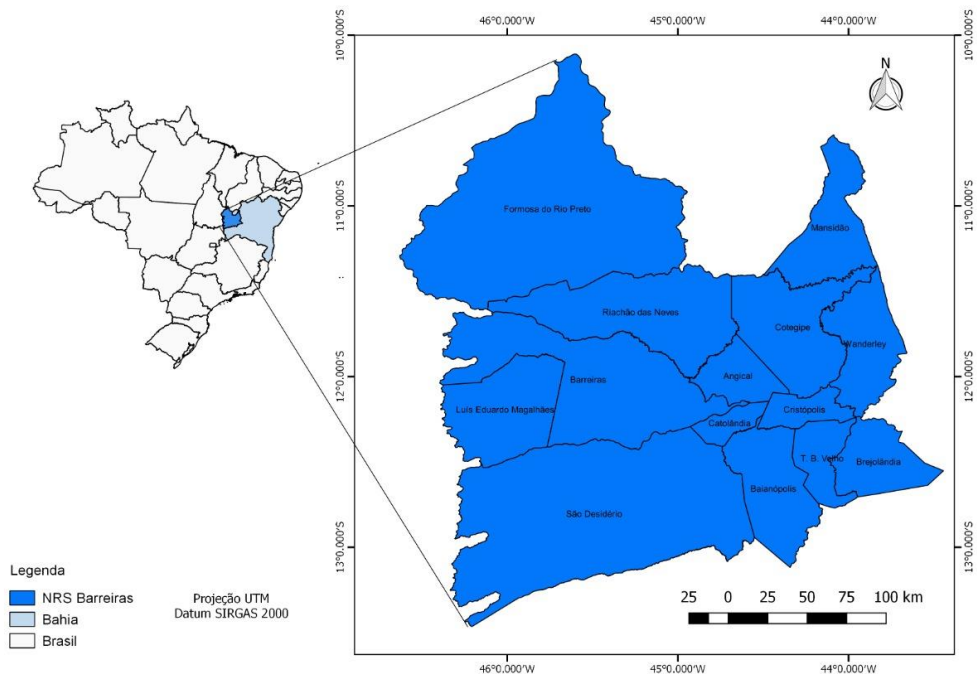 46°0.000'W 45°0.000'W 44°0.000'W
10°0.000'S 10°0.000'S
N
Formosa do Rio Preto
11°0.000'S 11°0.000'S
Mansidão
Riachão das Neves
Cotegipe
Wanderley
Angical
12°0.000'S 12°0.000'S
Barreiras
Luís Eduardo Magalhães
Cristópolis
Catolândia
T. B. Velho
Brejolândia
Baianópolis
São Desidério
13°0.000'S 13°0.000'S
Legenda
NRS Barreiras
Bahia
Brasil
Projeção UTM
Datum SIRGAS 2000
25 0 25 50 75 100 km
46°0.000'W 45°0.000'W 44°0.000'W